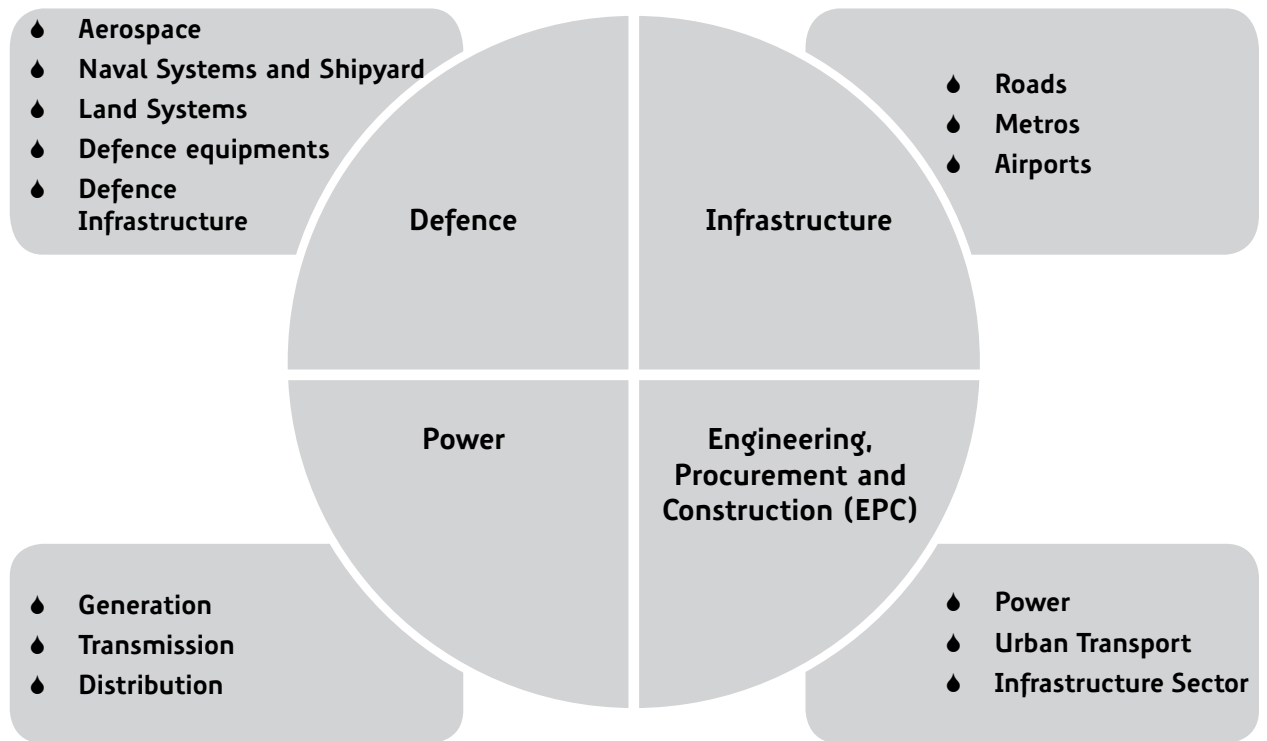 Aerospace
Naval Systems and Shipyard
Land Systems
Defence equipments
Defence
Infrastructure
Roads
Metros
Airports
Defence
Infrastructure
Power
Engineering,
Procurement and
Construction (EPC)
Generation
Transmission
Distribution
Power
Urban Transport
Infrastructure Sector